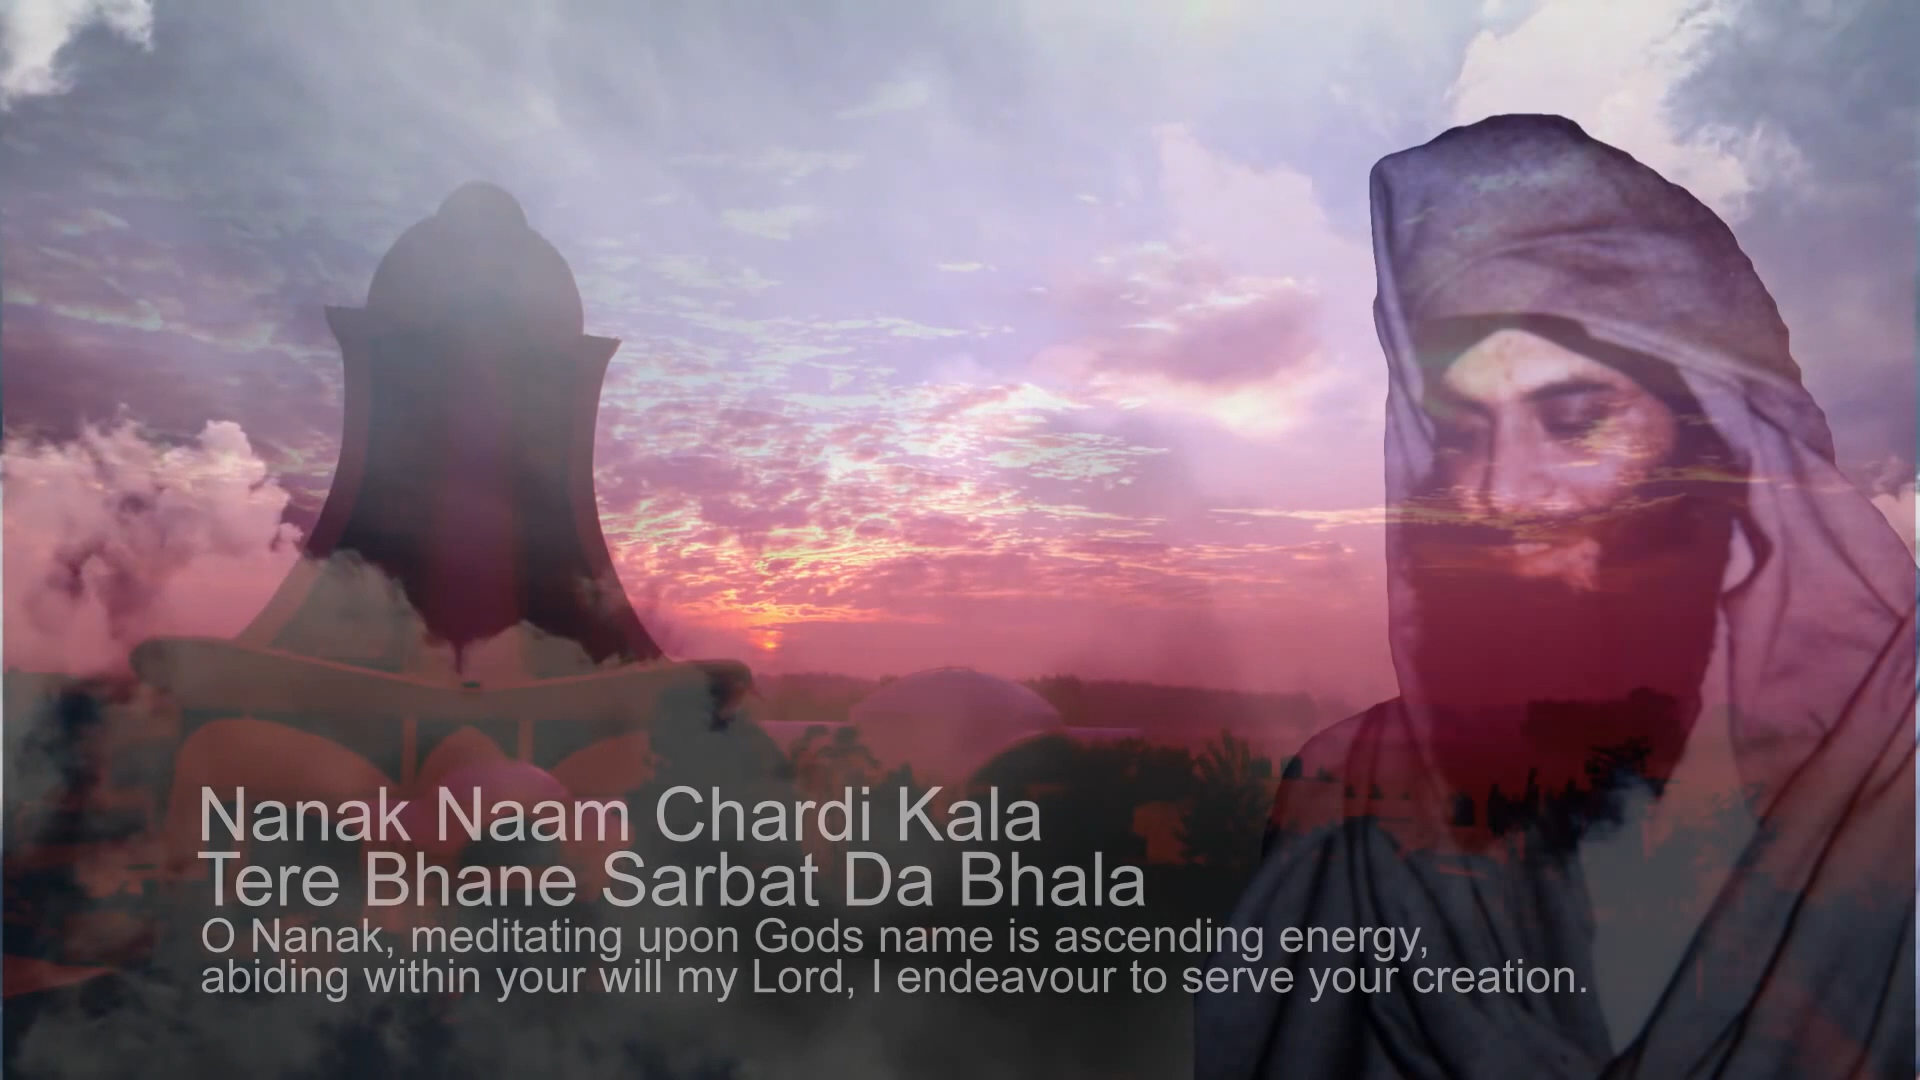 Nanak Naam Chardi Kala
Tere Bhane Sarbat Da Bhala
O Nanak, meditating upon Gods name is ascending energy,
abiding within your will my Lord, I endeavour to serve your creation.